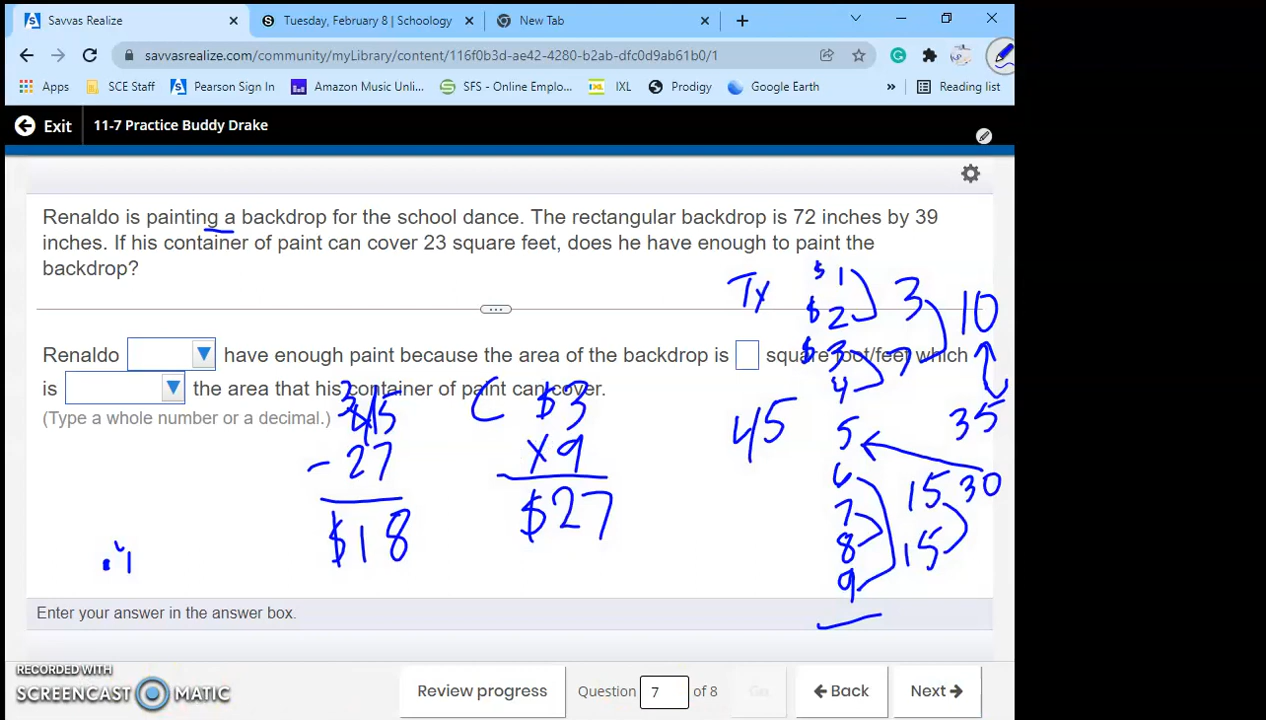 Savvas Realize
Tuesday, February 8 | Schoology
New Tab
savvasrealize.com/community/myLibrary/content/116f0b3d-ae42-4280-b2ab-dfc0d9ab61b0/1
Apps
SCE Staff
Pearson Sign In
Amazon Music Unli...
SFS - Online Emplo...
IXL
Prodigy
Google Earth
»
Reading list
Exit
11-7 Practice Buddy Drake
Renaldo is painting a backdrop for the school dance. The rectangular backdrop is 72 inches by 39
inches. If his container of paint can cover 23 square feet, does he have enough to paint the
backdrop?
Renaldo have enough paint because the area of the backdrop is square foot/feet which
is the area that his container of paint can cover.
(Type a whole number or a decimal.)
Tx
$1
$2
$3
4
5
6
7
8
9
3
7
10
35
15 30
15
45
C $3
x 9
$27
- 27
$18
Enter your answer in the answer box.
RECORDED WITH
SCREENCAST MATIC
Review progress
Question 7 of 8
Go
Back
Next